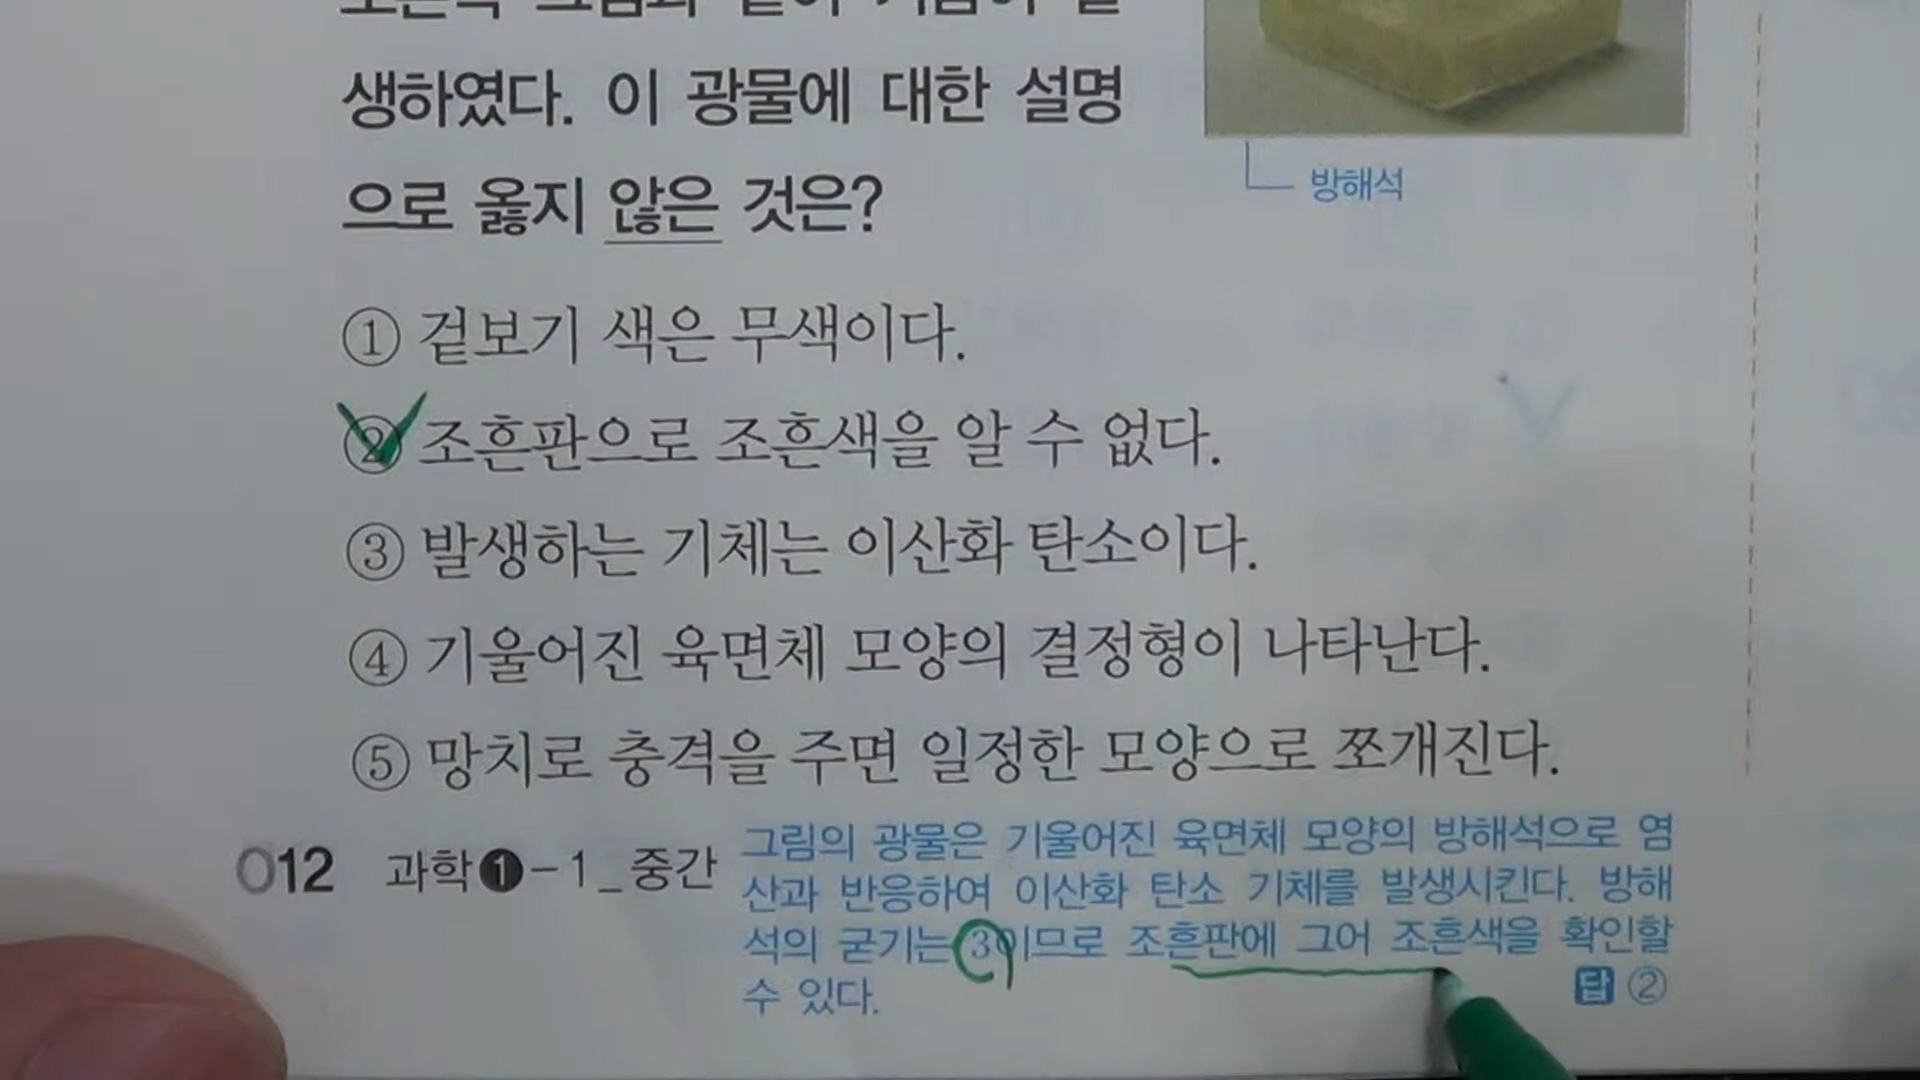 생하였다. 이 광물에 대한 설명
방해석
으로 옳지 않은 것은?
① 겉보기 색은 무색이다.
② 조흔판으로 조흔색을 알 수 없다.
③ 발생하는 기체는 이산화 탄소이다.
④ 기울어진 육면체 모양의 결정형이 나타난다.
⑤ 망치로 충격을 주면 일정한 모양으로 쪼개진다.
그림의 광물은 기울어진 육면체 모양의 방해석으로 염
산과 반응하여 이산화 탄소 기체를 발생시킨다. 방해
석의 굳기는 3이므로 조흔판에 그어 조흔색을 확인할
수 있다.
답 ②
012 과학❶-1_중간